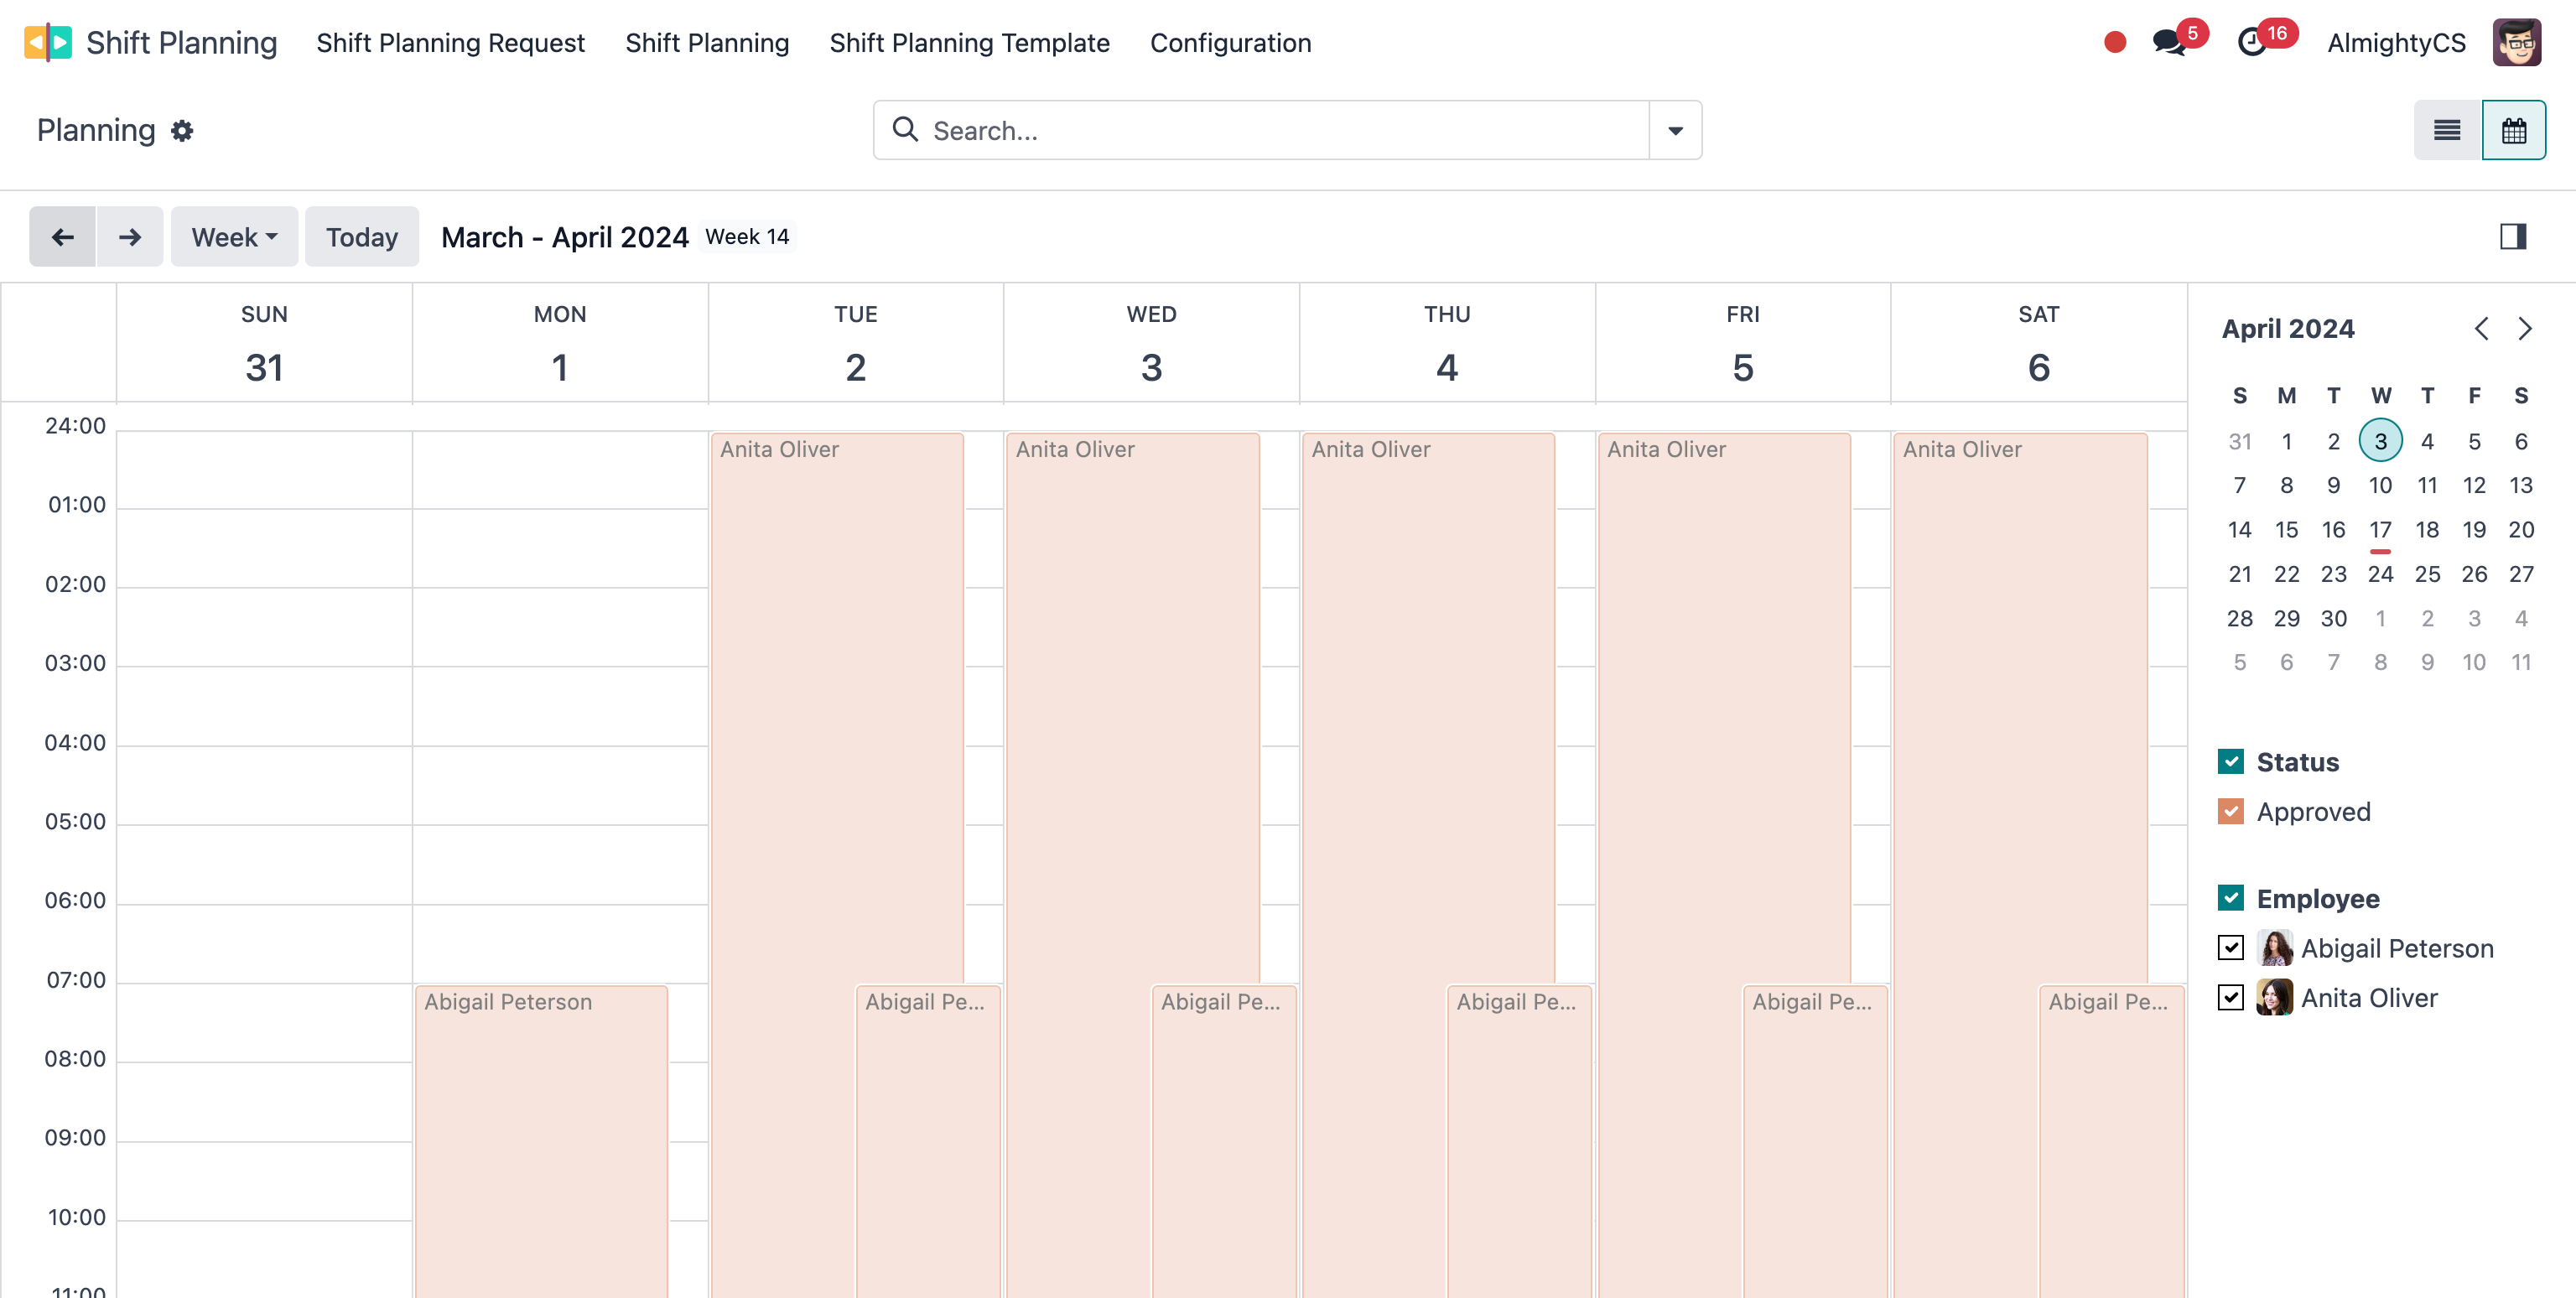 Shift Planning Shift Planning Request Shift Planning Shift Planning Template Configuration 5 16 AlmightyCS
Planning Search...
Week Today March - April 2024 Week 14
SUN MON TUE WED THU FRI SAT
31 1 2 3 4 5 6
24:00
01:00
02:00
03:00
04:00
05:00
06:00
07:00
08:00
09:00
10:00
11:00
Anita Oliver Anita Oliver Anita Oliver Anita Oliver Anita Oliver
Abigail Peterson Abigail Pe... Abigail Pe... Abigail Pe... Abigail Pe... Abigail Pe...
April 2024
S M T W T F S
31 1 2 3 4 5 6
7 8 9 10 11 12 13
14 15 16 17 18 19 20
21 22 23 24 25 26 27
28 29 30 1 2 3 4
5 6 7 8 9 10 11
Status
Approved
Employee
Abigail Peterson
Anita Oliver